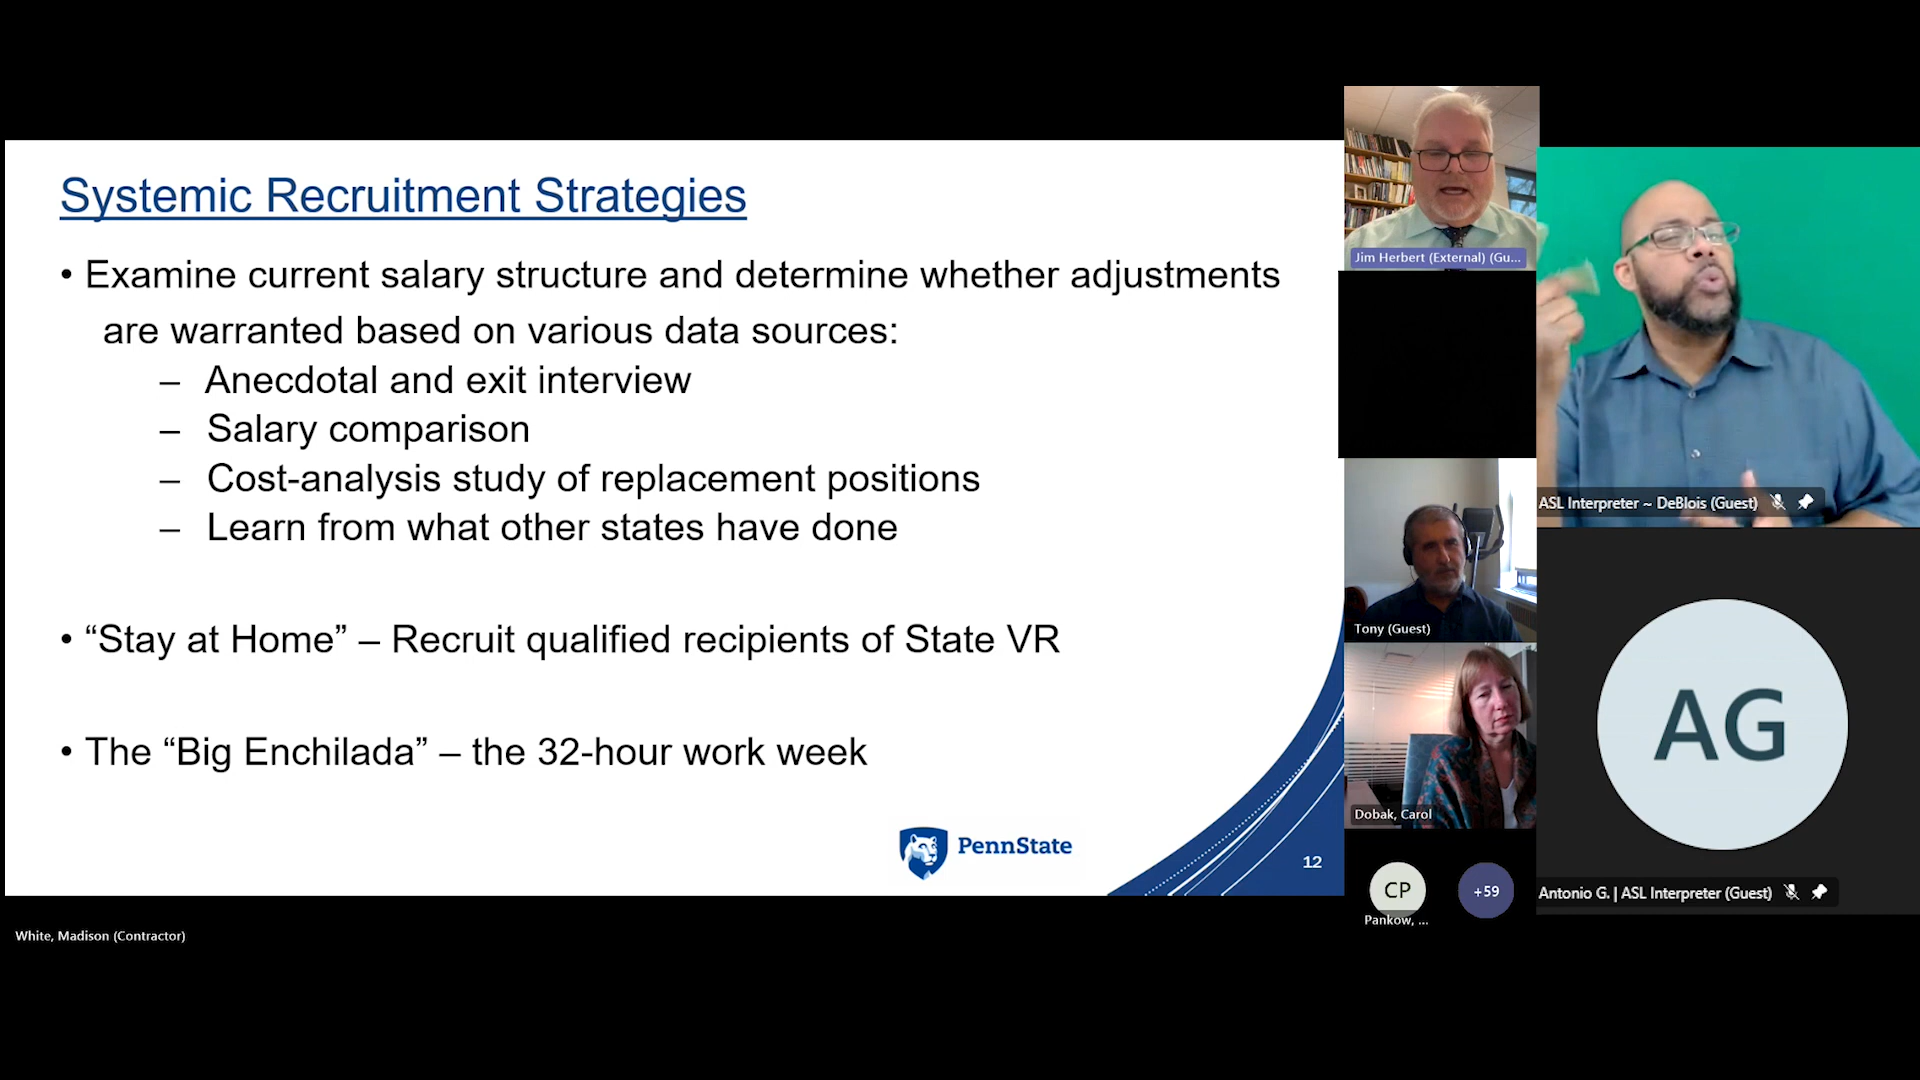 Systemic Recruitment Strategies
• Examine current salary structure and determine whether adjustments
are warranted based on various data sources:
– Anecdotal and exit interview
– Salary comparison
– Cost-analysis study of replacement positions
– Learn from what other states have done
• “Stay at Home” – Recruit qualified recipients of State VR
• The “Big Enchilada” – the 32-hour work week
PennState
12
White, Madison (Contractor)
Jim Herbert (External) (Gu...
Tony (Guest)
Dobak, Carol
CP
Pankow, ...
+59
ASL Interpreter ~ DeBlois (Guest)
AG
Antonio G. | ASL Interpreter (Guest)